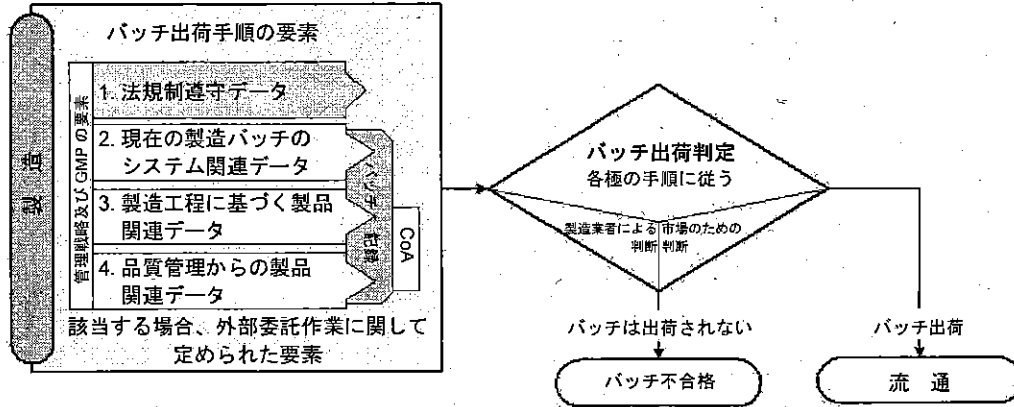 製造
バッチ出荷手順の要素
管理戦略及びGMPの要素
1. 法規制遵守データ
2. 現在の製造バッチの
システム関連データ
3. 製造工程に基づく製品
関連データ
4. 品質管理からの製品
関連データ
バッチ記録
CoA
該当する場合、外部委託作業に関して
定められた要素
バッチ出荷判定
各極の手順に従う
製造業者による
判断
市場のための
判断
バッチは出荷されない
バッチ出荷
バッチ不合格
流 通